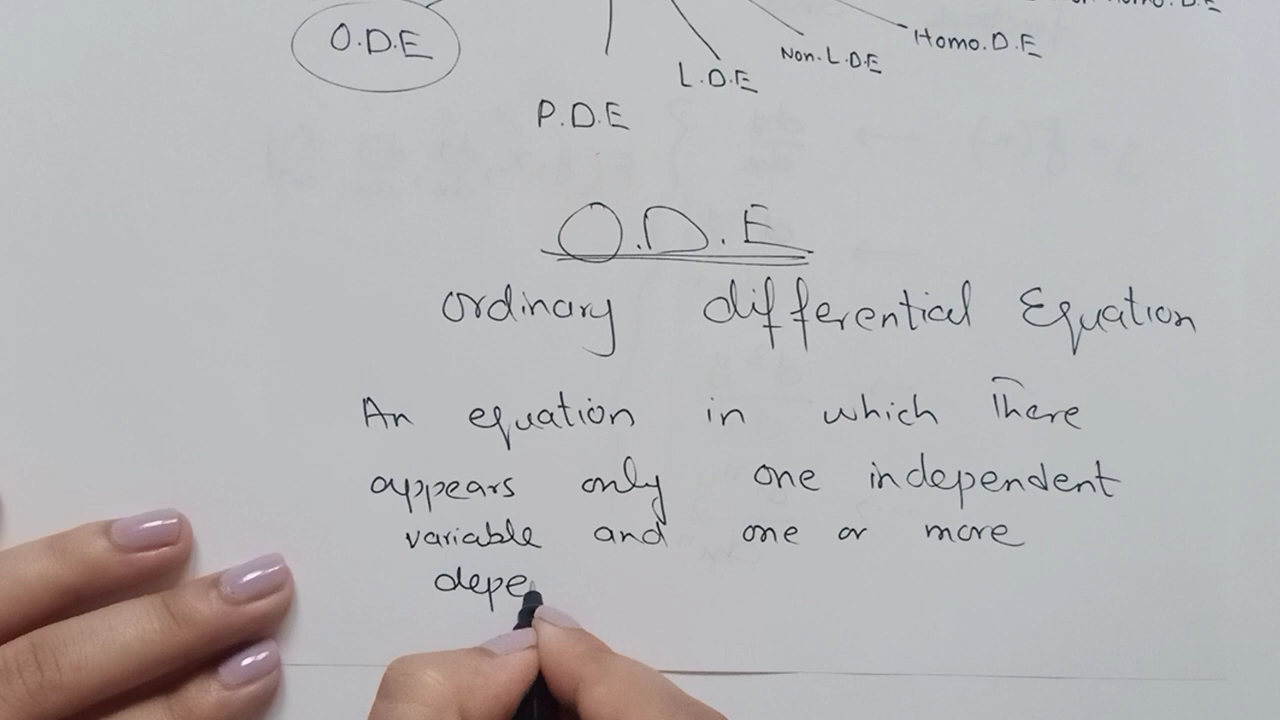 O.D.E
P.D.E
L.D.E
Non.L.D.E
Homo.D.E
O.D.E
Ordinary differential Equation
An equation in which There
appears only one independent
variable and one or more
depe